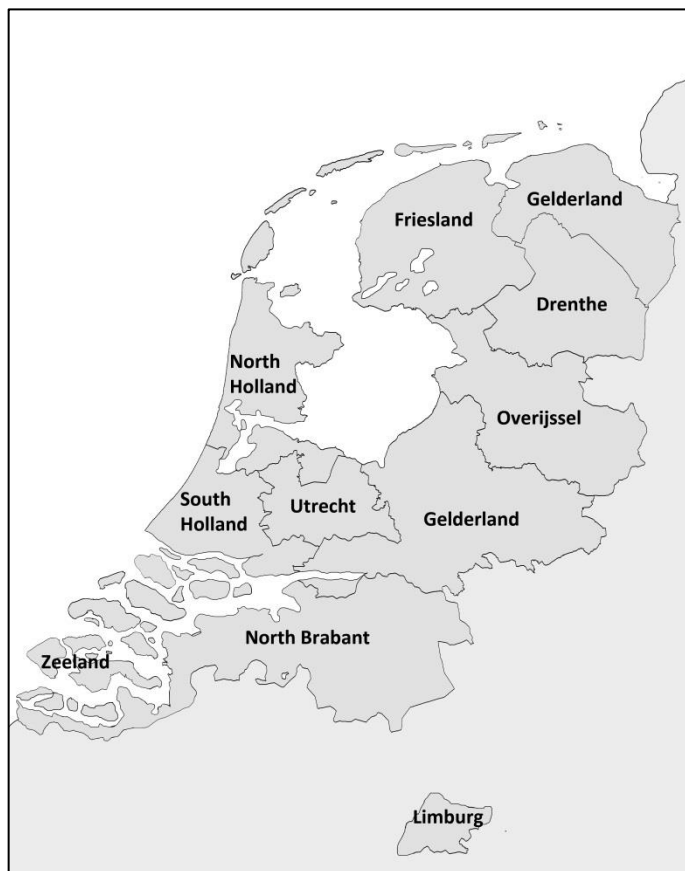 Gelderland
Friesland
Drenthe
North
Holland
Overijssel
South
Holland
Utrecht
Gelderland
North Brabant
Zeeland
Limburg